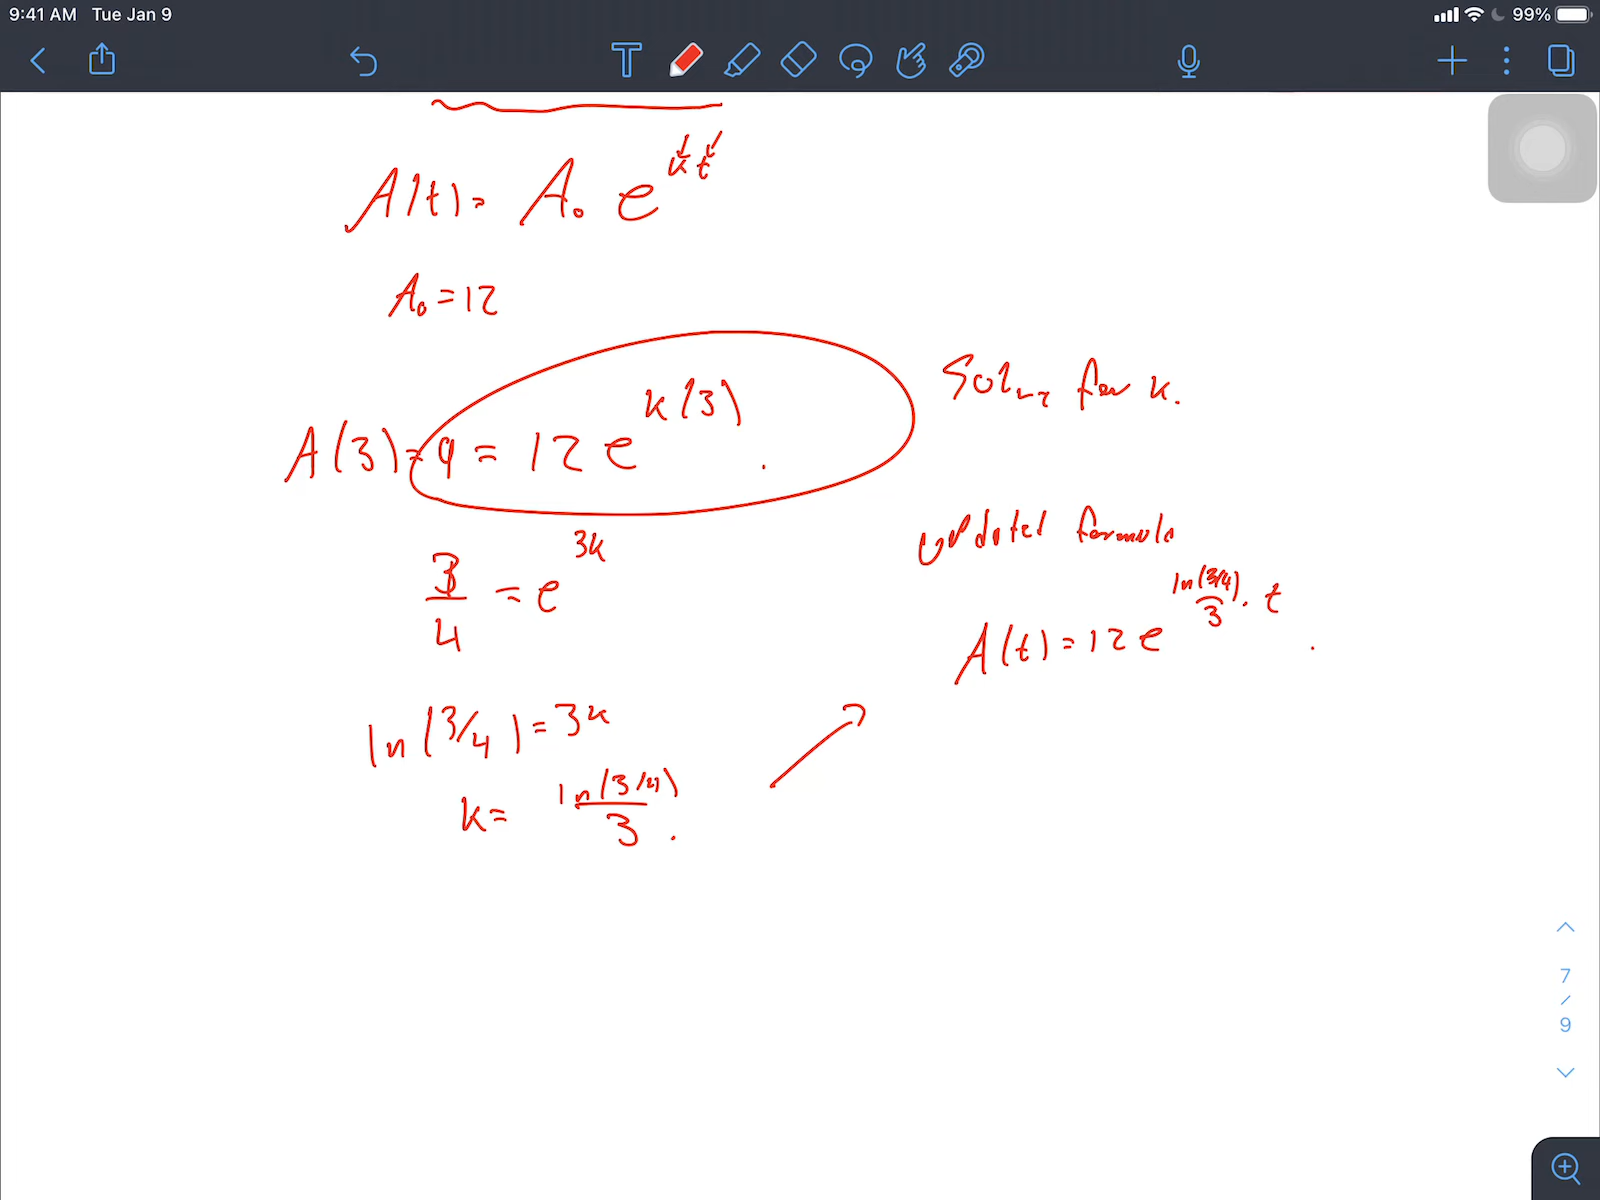 9:41 AM Tue Jan 9
99%
A(t) = A₀ e^{kt}
A₀ = 12
A(3) = 9 = 12 e^{k(3)}.
Solve for k.
3/4 = e^{3k}
updated formula
A(t) = 12 e^{ln(3/4)/3 · t}.
ln(3/4) = 3k
k = ln(3/4)/3.
7
/
9